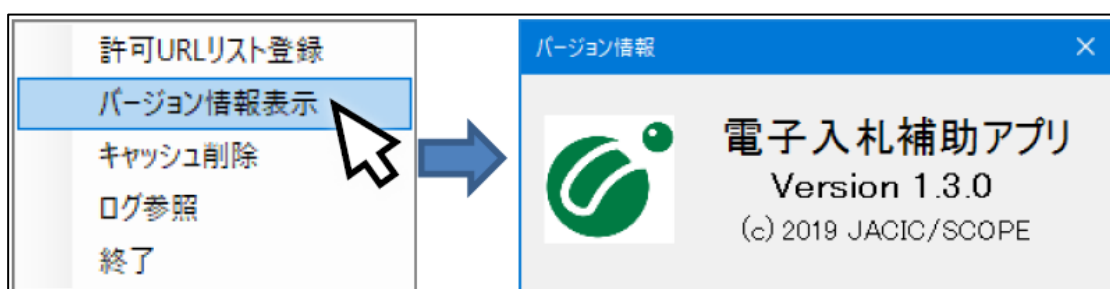 許可URLリスト登録
バージョン情報表示
キャッシュ削除
ログ参照
終了
バージョン情報
電子入札補助アプリ
Version 1.3.0
(c) 2019 JACIC/SCOPE